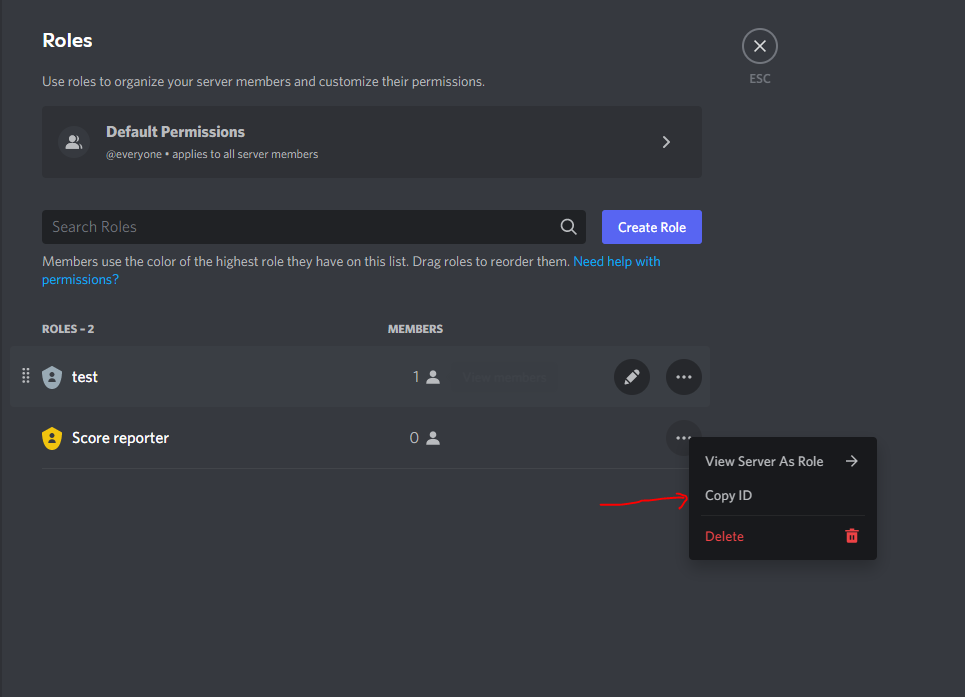 Roles
ESC
Use roles to organize your server members and customize their permissions.
Default Permissions
@everyone • applies to all server members
Search Roles
Create Role
Members use the color of the highest role they have on this list. Drag roles to reorder them. Need help with
permissions?
ROLES – 2 MEMBERS
test 1 View members
Score reporter 0
View Server As Role
Copy ID
Delete